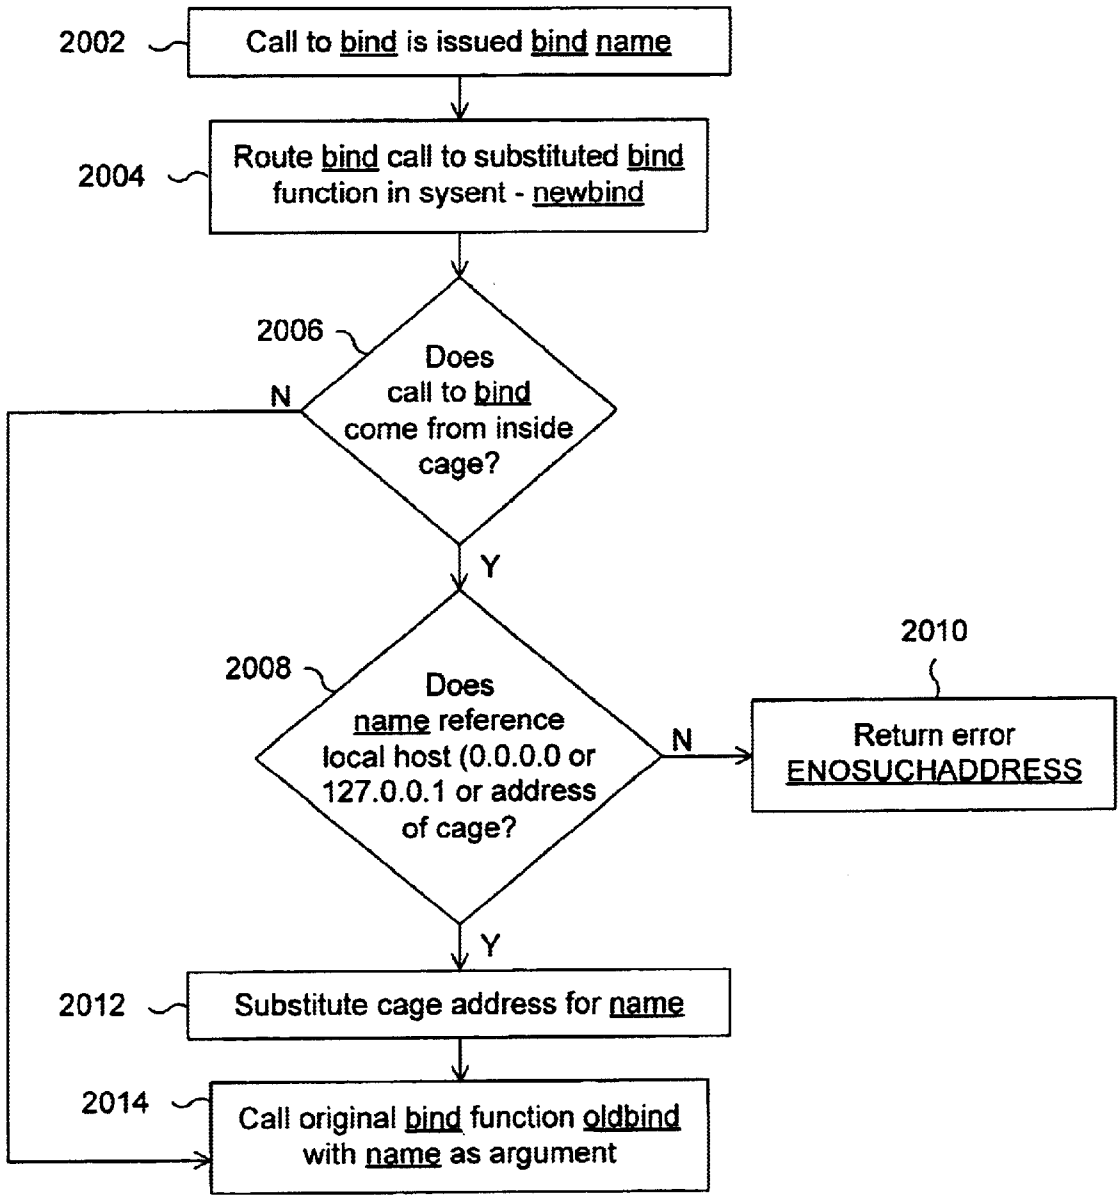 2002
Call to bind is issued bind name
2004
Route bind call to substituted bind
function in sysent - newbind
2006
Does
call to bind
come from inside
cage?
N
Y
2008
Does
name reference
local host (0.0.0.0 or
127.0.0.1 or address
of cage?
N
2010
Return error
ENOSUCHADDRESS
Y
2012
Substitute cage address for name
2014
Call original bind function oldbind
with name as argument